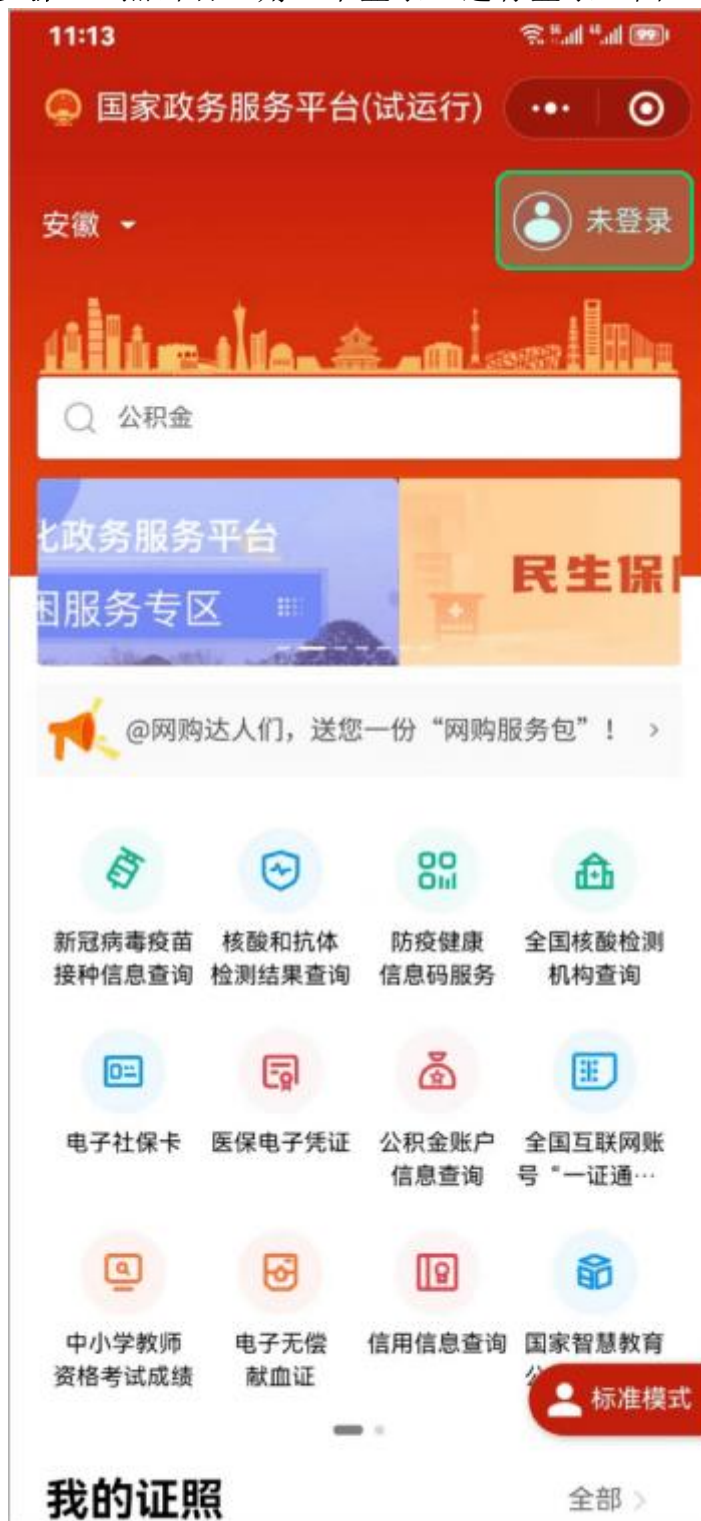 11:13
99
国家政务服务平台(试运行)
安徽
未登录
公积金
政务服务平台
困服务专区
民生保
@网购达人们，送您一份“网购服务包”！
新冠病毒疫苗 核酸和抗体 防疫健康 全国核酸检测
接种信息查询 检测结果查询 信息码服务 机构查询
电子社保卡 医保电子凭证 公积金账户 全国互联网账
信息查询 号“一证通…
中小学教师 电子无偿 信用信息查询 国家智慧教育
资格考试成绩 献血证
标准模式
我的证照
全部